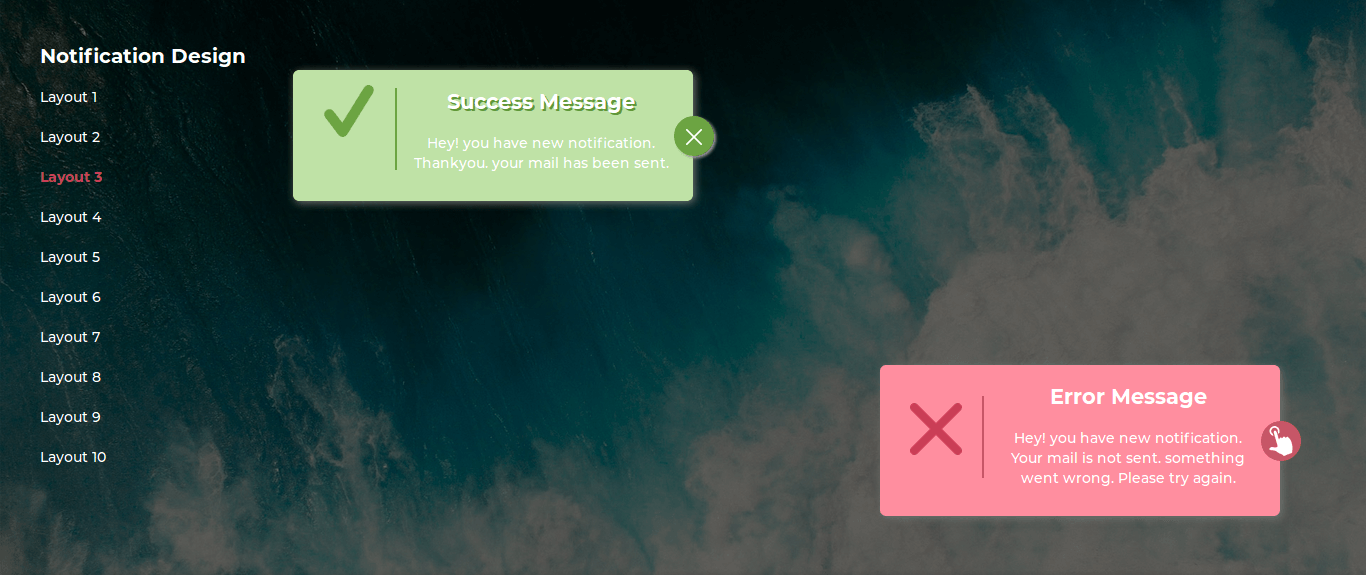 Notification Design
Layout 1
Layout 2
Layout 3
Layout 4
Layout 5
Layout 6
Layout 7
Layout 8
Layout 9
Layout 10
Success Message
Hey! you have new notification.
Thankyou. your mail has been sent.
Error Message
Hey! you have new notification.
Your mail is not sent. something
went wrong. Please try again.